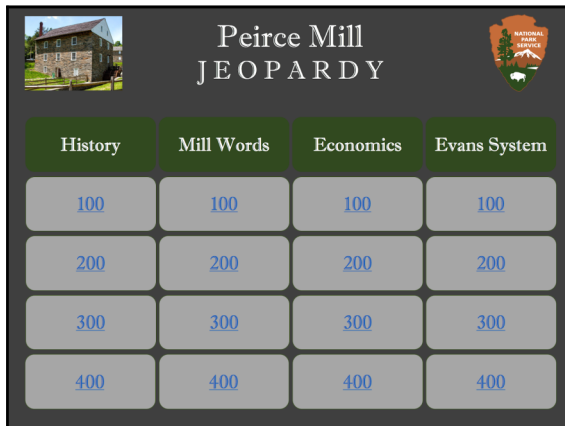 Peirce Mill
JEOPARDY
NATIONAL
PARK
SERVICE
History Mill Words Economics Evans System
100 100 100 100
200 200 200 200
300 300 300 300
400 400 400 400